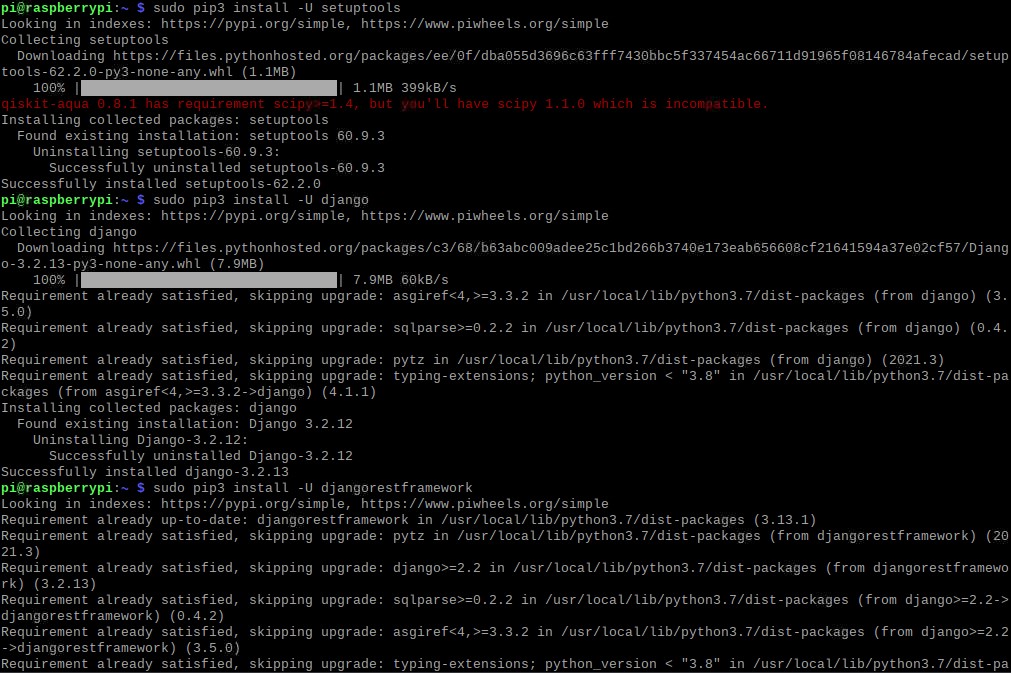 pi@raspberrypi:~ $ sudo pip3 install -U setuptools
Looking in indexes: https://pypi.org/simple, https://www.piwheels.org/simple
Collecting setuptools
  Downloading https://files.pythonhosted.org/packages/ee/0f/dba055d3696c63fff7430bbc5f337454ac66711d91965f08146784afecad/setup
tools-62.2.0-py3-none-any.whl (1.1MB)
    100% |████████████████████████████████| 1.1MB 399kB/s
qiskit-aqua 0.8.1 has requirement scipy>=1.4, but you'll have scipy 1.1.0 which is incompatible.
Installing collected packages: setuptools
  Found existing installation: setuptools 60.9.3
    Uninstalling setuptools-60.9.3:
      Successfully uninstalled setuptools-60.9.3
Successfully installed setuptools-62.2.0
pi@raspberrypi:~ $ sudo pip3 install -U django
Looking in indexes: https://pypi.org/simple, https://www.piwheels.org/simple
Collecting django
  Downloading https://files.pythonhosted.org/packages/c3/68/b63abc009adee25c1bd266b3740e173eab656608cf21641594a37e02cf57/Djang
o-3.2.13-py3-none-any.whl (7.9MB)
    100% |████████████████████████████████| 7.9MB 60kB/s
Requirement already satisfied, skipping upgrade: asgiref<4,>=3.3.2 in /usr/local/lib/python3.7/dist-packages (from django) (3.
5.0)
Requirement already satisfied, skipping upgrade: sqlparse>=0.2.2 in /usr/local/lib/python3.7/dist-packages (from django) (0.4.
2)
Requirement already satisfied, skipping upgrade: pytz in /usr/local/lib/python3.7/dist-packages (from django) (2021.3)
Requirement already satisfied, skipping upgrade: typing-extensions; python_version < "3.8" in /usr/local/lib/python3.7/dist-pa
ckages (from asgiref<4,>=3.3.2->django) (4.1.1)
Installing collected packages: django
  Found existing installation: Django 3.2.12
    Uninstalling Django-3.2.12:
      Successfully uninstalled Django-3.2.12
Successfully installed django-3.2.13
pi@raspberrypi:~ $ sudo pip3 install -U djangorestframework
Looking in indexes: https://pypi.org/simple, https://www.piwheels.org/simple
Requirement already up-to-date: djangorestframework in /usr/local/lib/python3.7/dist-packages (3.13.1)
Requirement already satisfied, skipping upgrade: pytz in /usr/local/lib/python3.7/dist-packages (from djangorestframework) (20
21.3)
Requirement already satisfied, skipping upgrade: django>=2.2 in /usr/local/lib/python3.7/dist-packages (from djangorestframewo
rk) (3.2.13)
Requirement already satisfied, skipping upgrade: sqlparse>=0.2.2 in /usr/local/lib/python3.7/dist-packages (from django>=2.2->
djangorestframework) (0.4.2)
Requirement already satisfied, skipping upgrade: asgiref<4,>=3.3.2 in /usr/local/lib/python3.7/dist-packages (from django>=2.2
->djangorestframework) (3.5.0)
Requirement already satisfied, skipping upgrade: typing-extensions; python_version < "3.8" in /usr/local/lib/python3.7/dist-pa